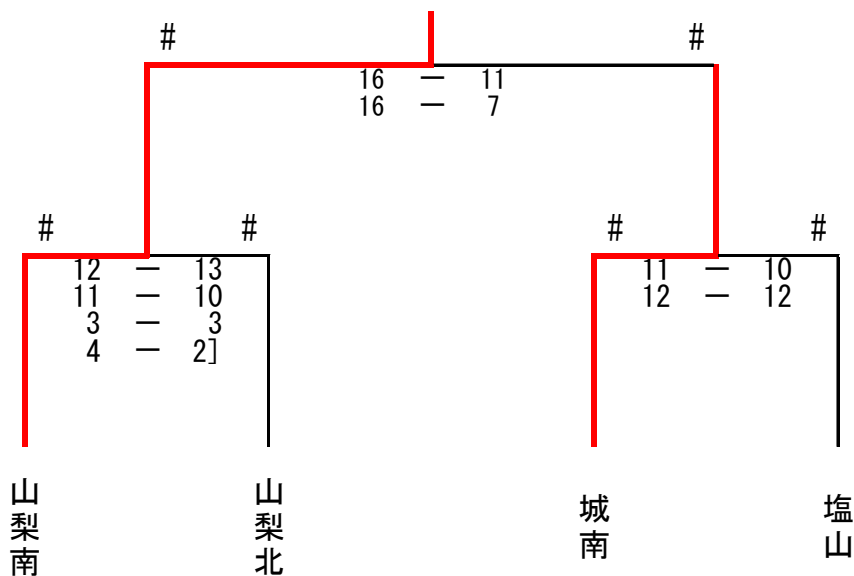 # #
16 ー 11
16 ー 7
# # # #
12 ー 13
11 ー 10
3 ー 3
4 ー 2]
11 ー 10
12 ー 12
山梨南
山梨北
城南
塩山